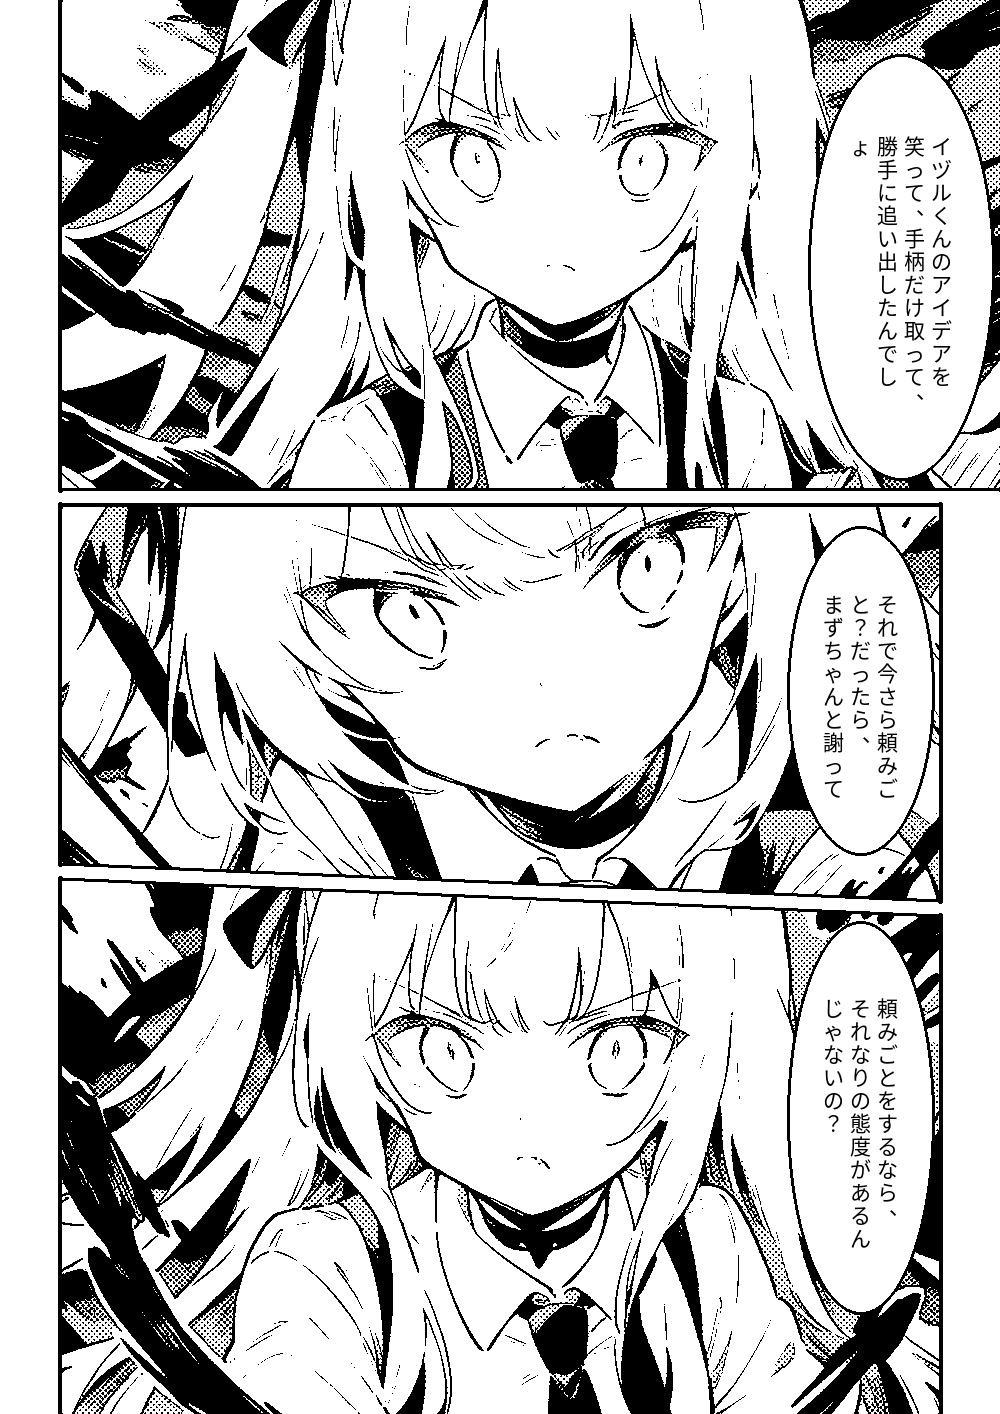 イヅルくんのアイデアを
笑って、手柄だけ取って、
勝手に追い出したんでし
ょ
それで今さら頼みご
と？だったら、
まずちゃんと謝って
頼みごとをするなら、
それなりの態度があるん
じゃないの？